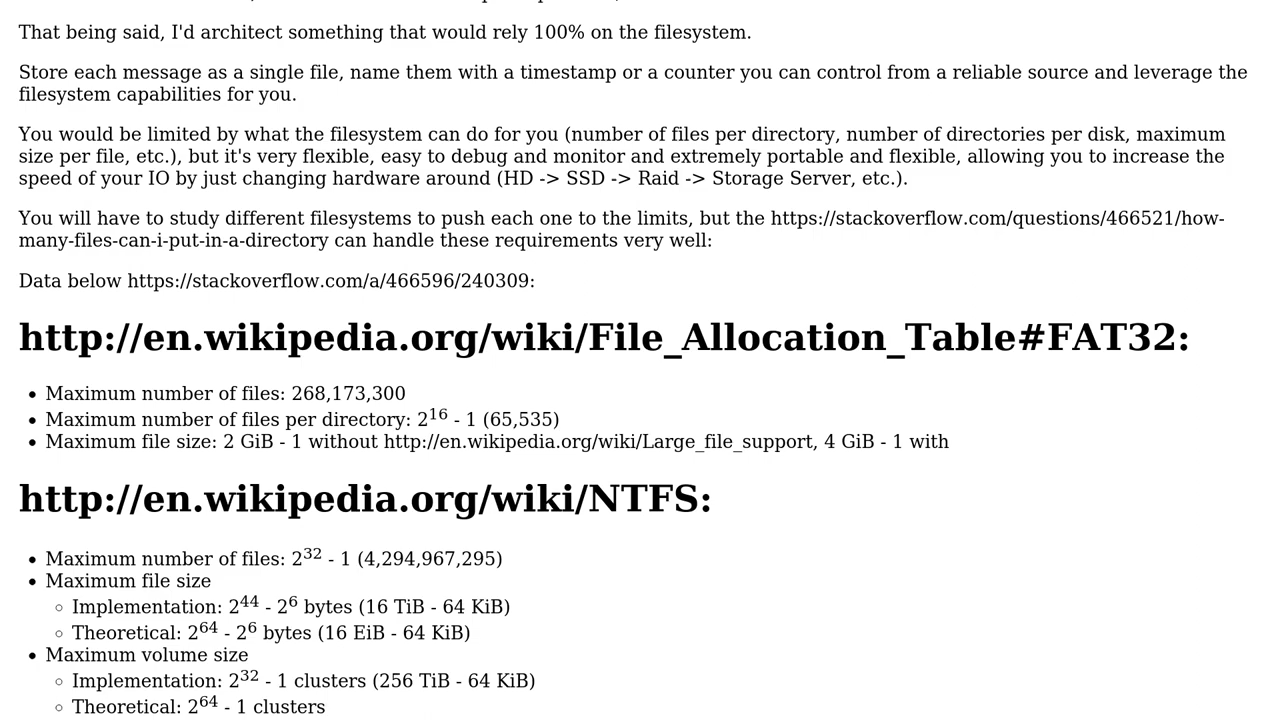 That being said, I'd architect something that would rely 100% on the filesystem.
Store each message as a single file, name them with a timestamp or a counter you can control from a reliable source and leverage the
filesystem capabilities for you.
You would be limited by what the filesystem can do for you (number of files per directory, number of directories per disk, maximum
size per file, etc.), but it's very flexible, easy to debug and monitor and extremely portable and flexible, allowing you to increase the
speed of your IO by just changing hardware around (HD -> SSD -> Raid -> Storage Server, etc.).
You will have to study different filesystems to push each one to the limits, but the https://stackoverflow.com/questions/466521/how-
many-files-can-i-put-in-a-directory can handle these requirements very well:
Data below https://stackoverflow.com/a/466596/240309:
http://en.wikipedia.org/wiki/File_Allocation_Table#FAT32:
• Maximum number of files: 268,173,300
• Maximum number of files per directory: 2^16 - 1 (65,535)
• Maximum file size: 2 GiB - 1 without http://en.wikipedia.org/wiki/Large_file_support, 4 GiB - 1 with
http://en.wikipedia.org/wiki/NTFS:
• Maximum number of files: 2^32 - 1 (4,294,967,295)
• Maximum file size
◦ Implementation: 2^44 - 2^6 bytes (16 TiB - 64 KiB)
◦ Theoretical: 2^64 - 2^6 bytes (16 EiB - 64 KiB)
• Maximum volume size
◦ Implementation: 2^32 - 1 clusters (256 TiB - 64 KiB)
◦ Theoretical: 2^64 - 1 clusters